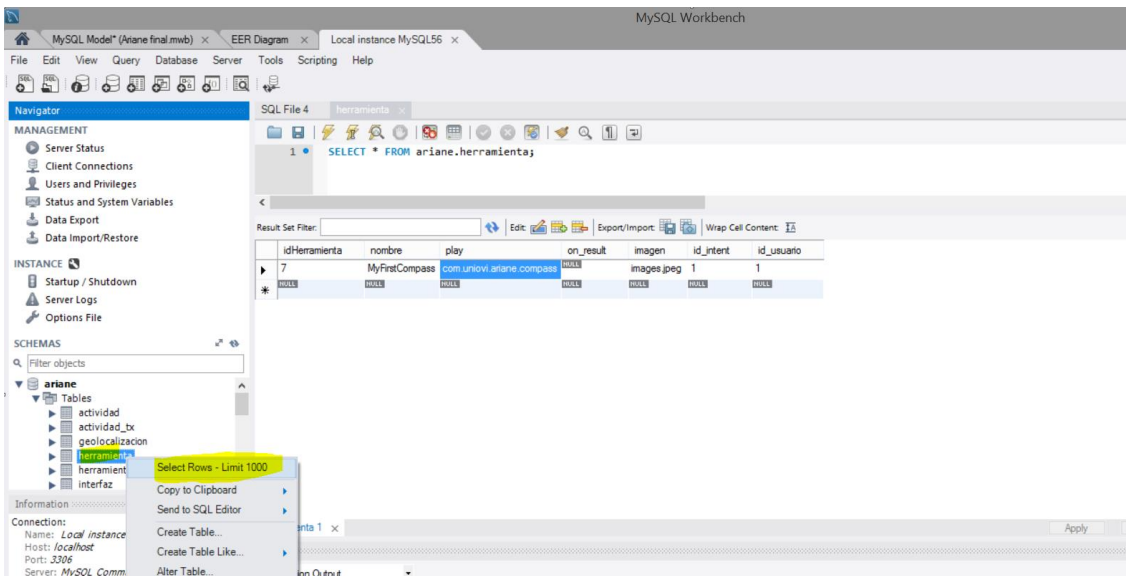 MySQL Workbench
MySQL Model* (Ariane final.mwb) × EER Diagram × Local instance MySQL56 ×
File Edit View Query Database Server Tools Scripting Help
Navigator
SQL File 4 herramienta ×
MANAGEMENT
Server Status
Client Connections
Users and Privileges
Status and System Variables
Data Export
Data Import/Restore
1 SELECT * FROM ariane.herramienta;
Result Set Filter: Edit: Export/Import: Wrap Cell Content:
idHerramienta nombre play on_result imagen id_intent id_usuario
7 MyFirstCompass com.uniovi.ariane.compass NULL images.jpeg 1 1
NULL NULL NULL NULL NULL NULL NULL
INSTANCE
Startup / Shutdown
Server Logs
Options File
SCHEMAS
Filter objects
ariane
Tables
actividad
actividad_tx
geolocalizacion
herramienta
herramient
interfaz
Select Rows - Limit 1000
Copy to Clipboard
Send to SQL Editor
Create Table...
Create Table Like...
Alter Table...
Information
Connection:
Name: Local instance
Host: localhost
Port: 3306
Server: MySQL Comm
enta 1 ×
Apply
ion Output